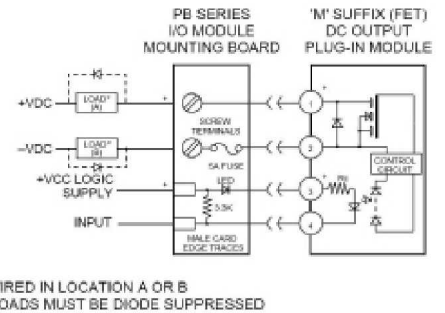 PB SERIES
I/O MODULE
MOUNTING BOARD
'M' SUFFIX (FET)
DC OUTPUT
PLUG-IN MODULE
+VDC
LOAD*
(A)
+
1
+
SCREW
TERMINALS
–VDC
LOAD*
(B)
5A FUSE
2
CONTROL
CIRCUIT
+VCC LOGIC
SUPPLY
+
LED
3
+
3.3K
INPUT
4
MALE CARD
EDGE TRACES
IRED IN LOCATION A OR B
OADS MUST BE DIODE SUPPRESSED